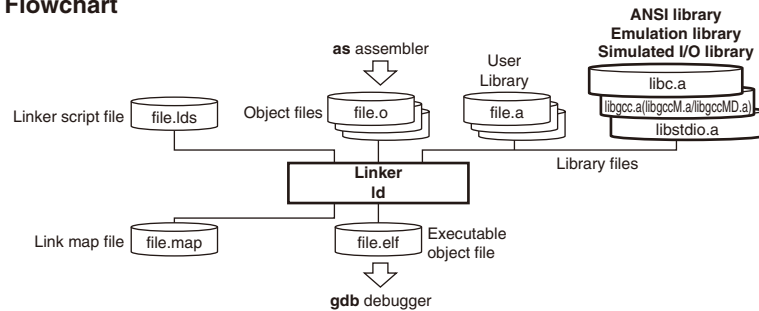 Flowchart
ANSI library
Emulation library
Simulated I/O library
as assembler
User
Library
libc.a
libgcc.a(libgccM.a/libgccMD.a)
libstdio.a
Linker script file
file.lds
Object files
file.o
file.a
Library files
Linker
ld
Link map file
file.map
file.elf
Executable
object file
gdb debugger